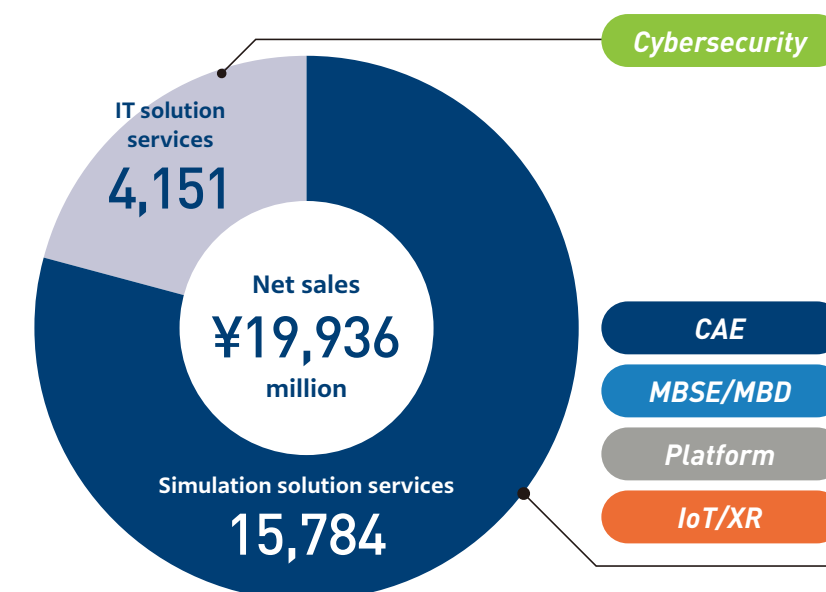 Cybersecurity
IT solution
services
4,151
Net sales
¥19,936
million
CAE
MBSE/MBD
Platform
IoT/XR
Simulation solution services
15,784